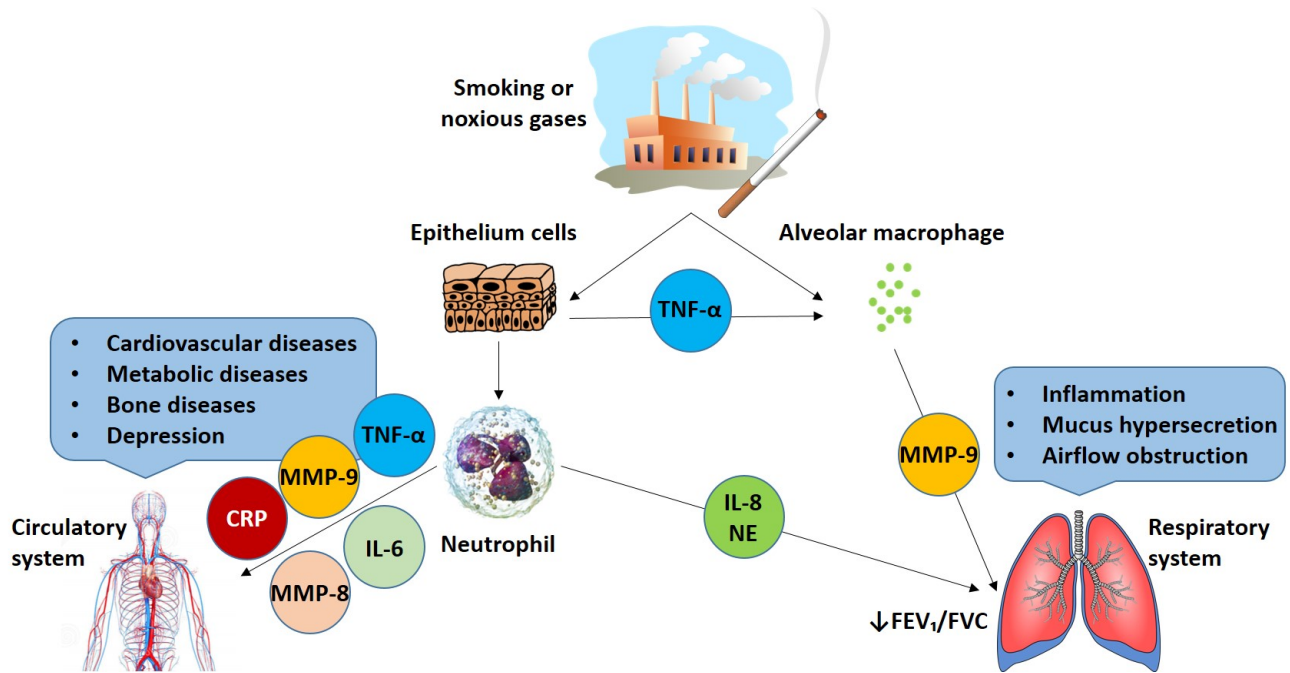 Smoking or
noxious gases
Epithelium cells
Alveolar macrophage
TNF-α
• Cardiovascular diseases
• Metabolic diseases
• Bone diseases
• Depression
TNF-α
MMP-9
CRP
IL-6
MMP-8
Neutrophil
Circulatory
system
IL-8
NE
MMP-9
• Inflammation
• Mucus hypersecretion
• Airflow obstruction
Respiratory
system
↓FEV₁/FVC